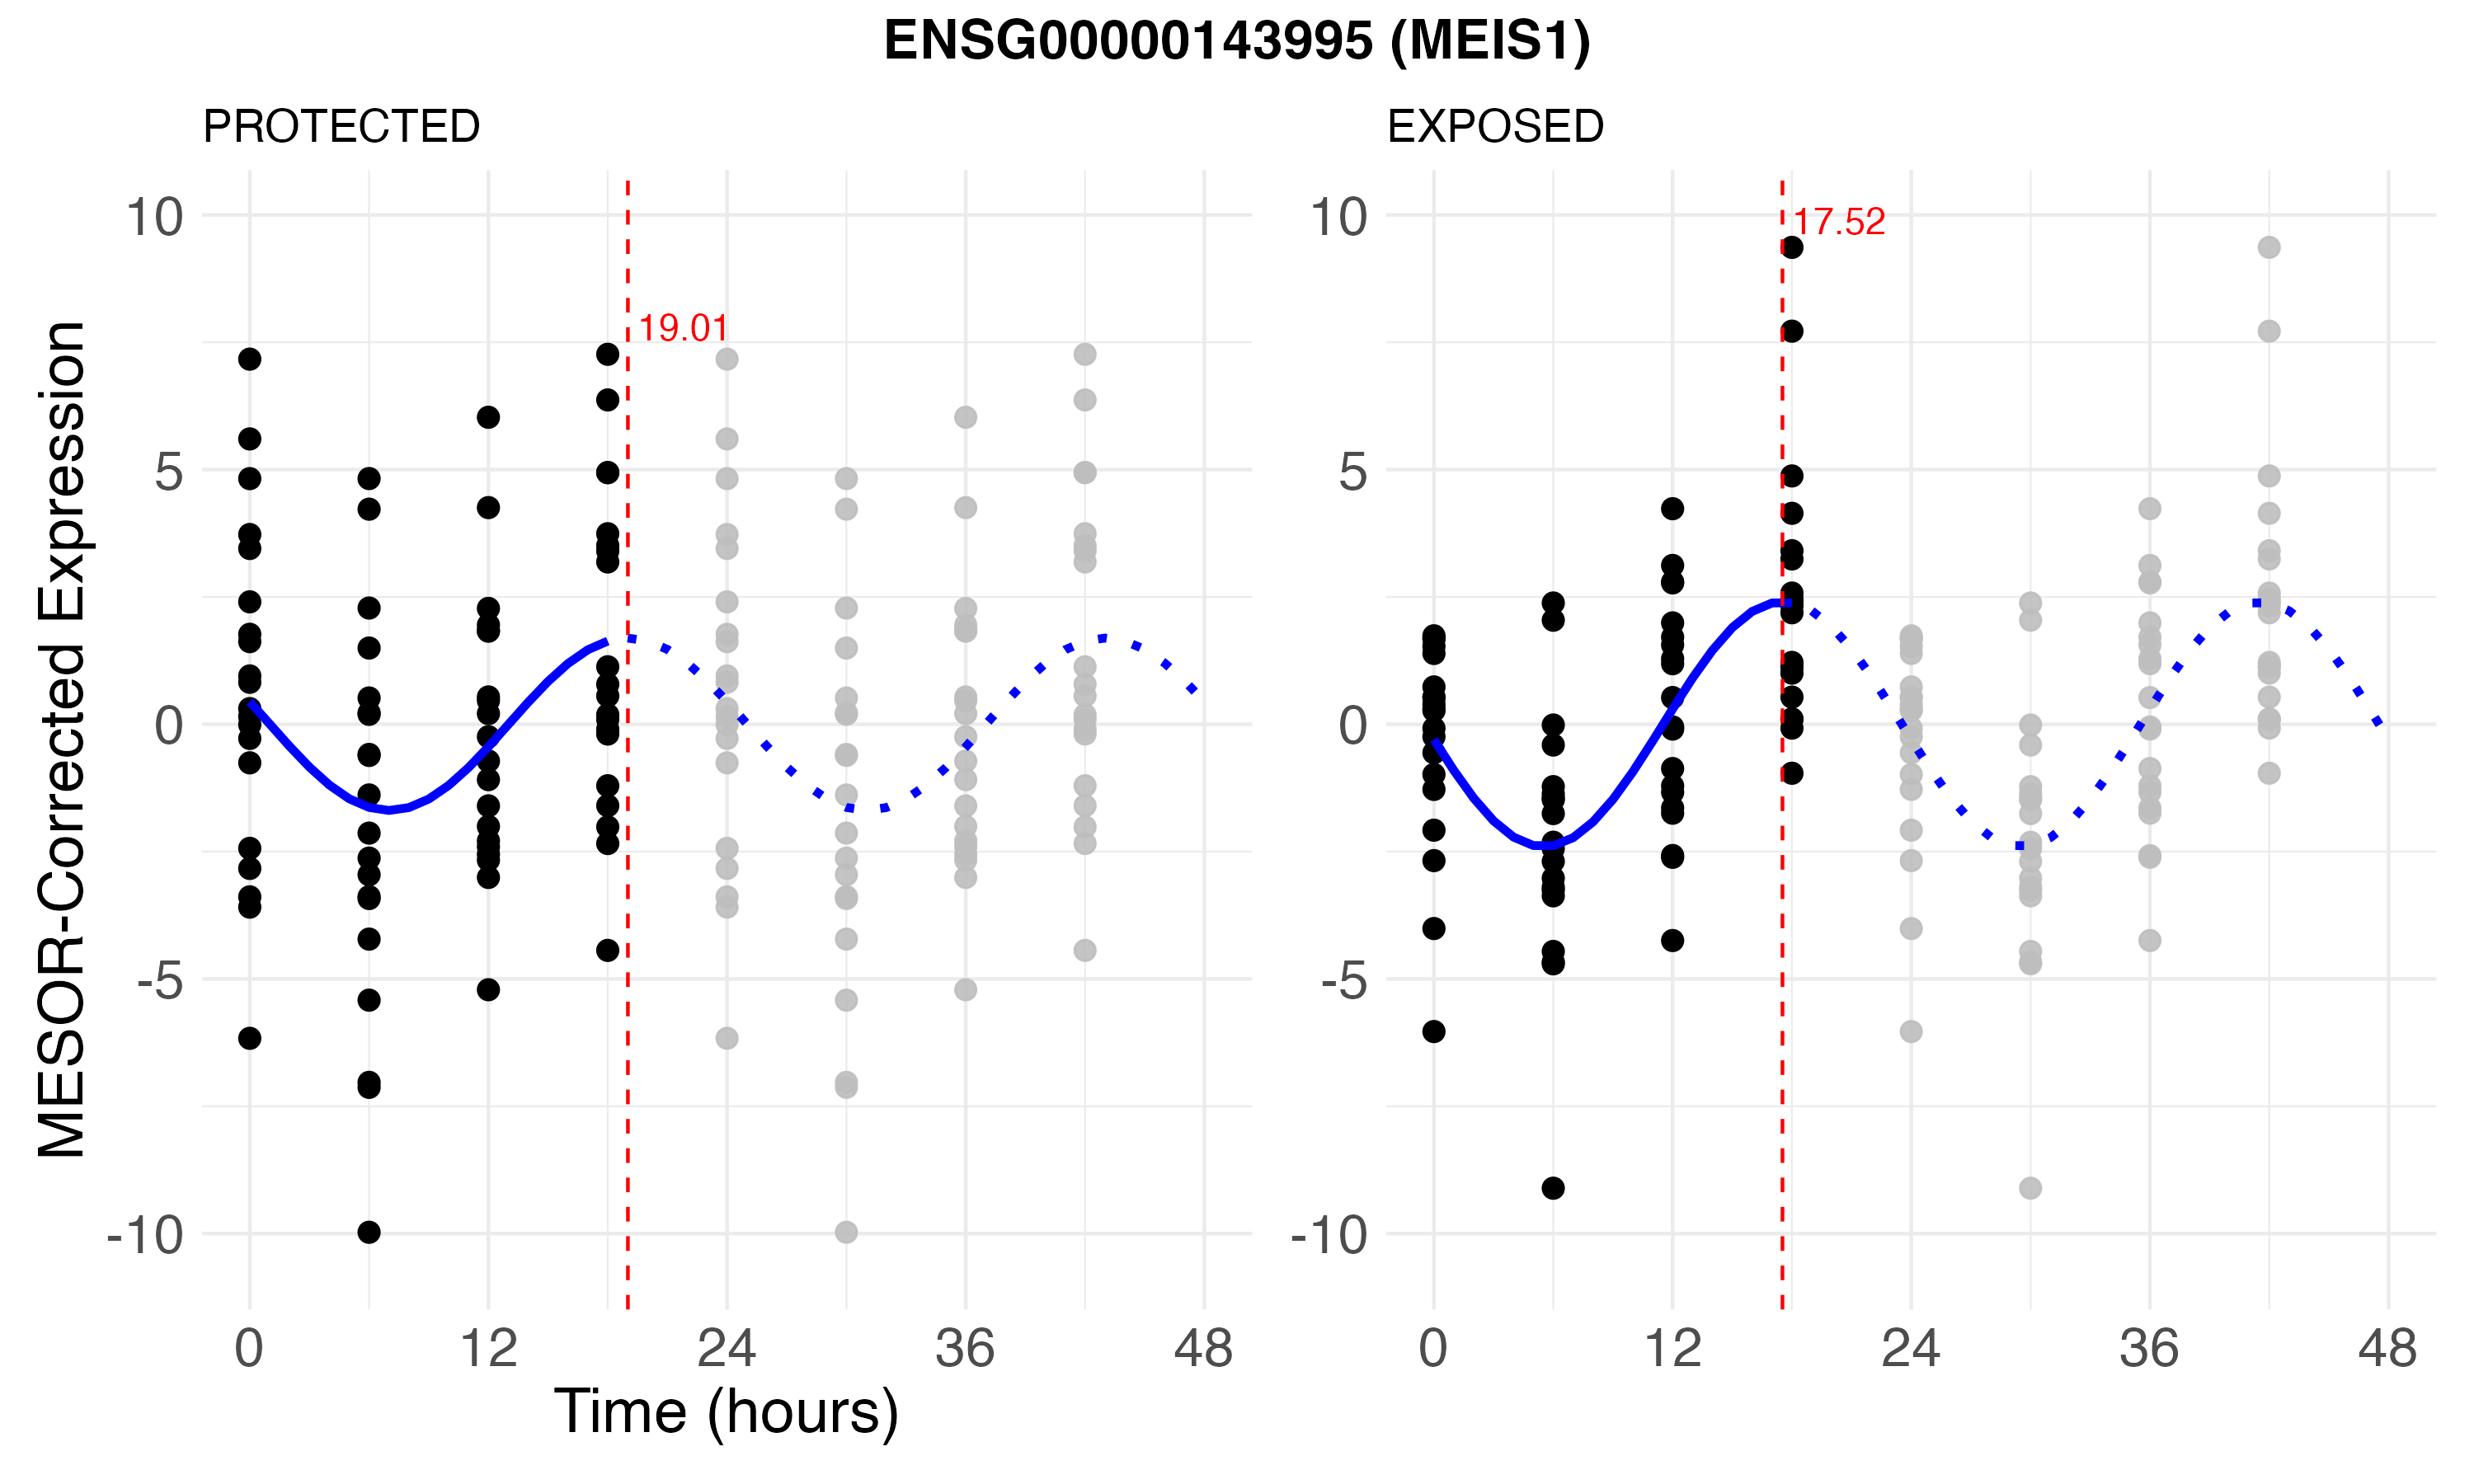 ENSG00000143995 (MEIS1)
PROTECTED
EXPOSED
MESOR-Corrected Expression
10
5
0
-5
-10
19.01
0 12 24 36 48
10
5
0
-5
-10
17.52
0 12 24 36 48
Time (hours)